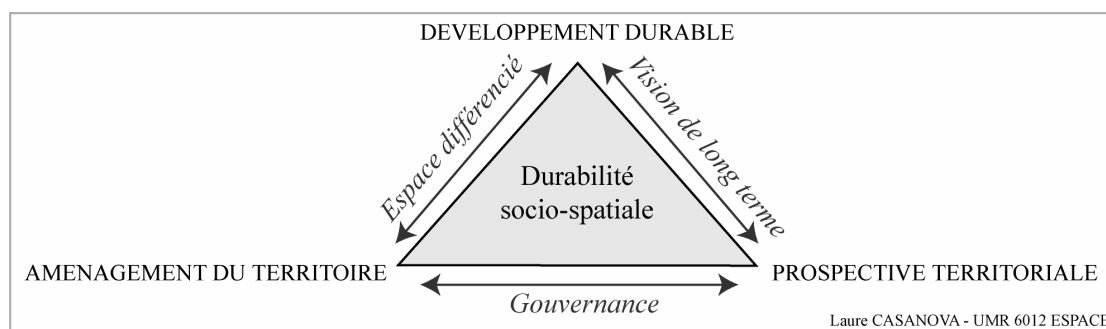 DEVELOPPEMENT DURABLE
Espace différencié
Vision de long terme
Durabilité
socio-spatiale
AMENAGEMENT DU TERRITOIRE
PROSPECTIVE TERRITORIALE
Gouvernance
Laure CASANOVA - UMR 6012 ESPACE